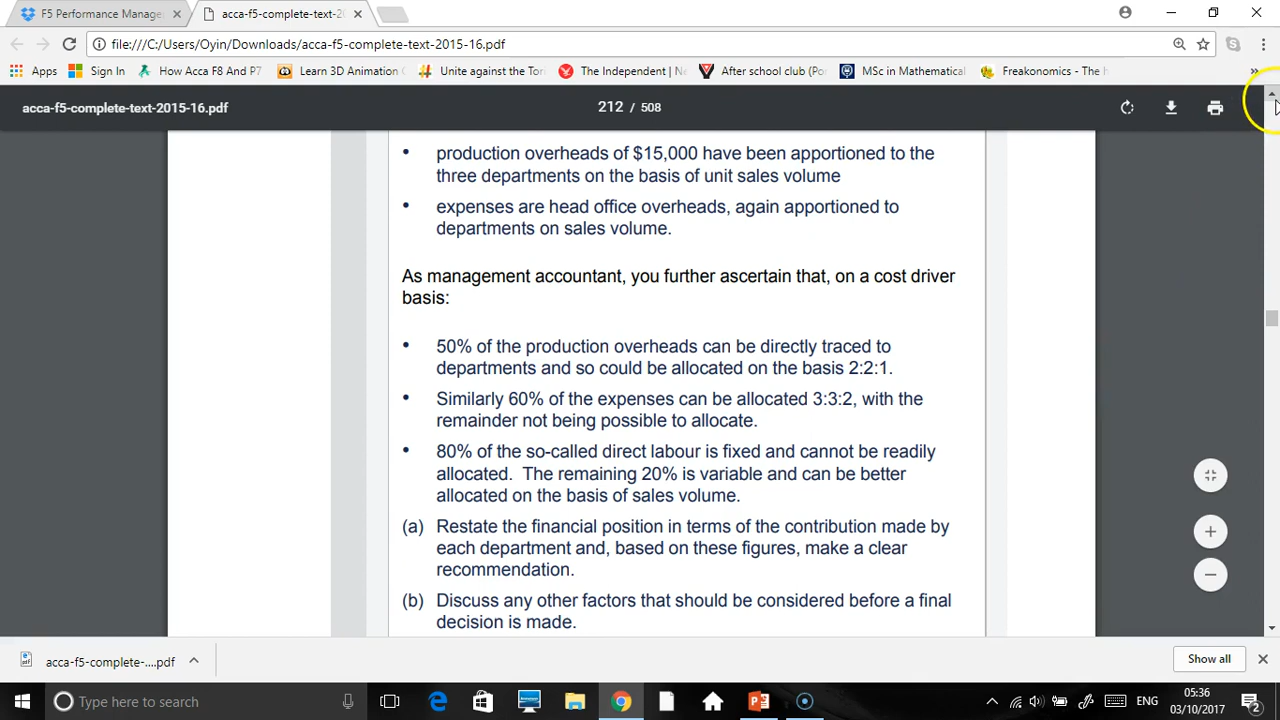 F5 Performance Manage
acca-f5-complete-text-20
file:///C:/Users/Oyin/Downloads/acca-f5-complete-text-2015-16.pdf
Apps Sign In How Acca F8 And P7 Learn 3D Animation Unite against the Tor The Independent | Ne After school club (Por MSc in Mathematical Freakonomics - The h »
acca-f5-complete-text-2015-16.pdf 212 / 508
• production overheads of $15,000 have been apportioned to the
three departments on the basis of unit sales volume
• expenses are head office overheads, again apportioned to
departments on sales volume.
As management accountant, you further ascertain that, on a cost driver
basis:
• 50% of the production overheads can be directly traced to
departments and so could be allocated on the basis 2:2:1.
• Similarly 60% of the expenses can be allocated 3:3:2, with the
remainder not being possible to allocate.
• 80% of the so-called direct labour is fixed and cannot be readily
allocated. The remaining 20% is variable and can be better
allocated on the basis of sales volume.
(a) Restate the financial position in terms of the contribution made by
each department and, based on these figures, make a clear
recommendation.
(b) Discuss any other factors that should be considered before a final
decision is made.
acca-f5-complete-....pdf Show all
Type here to search ENG 05:36
03/10/2017 2